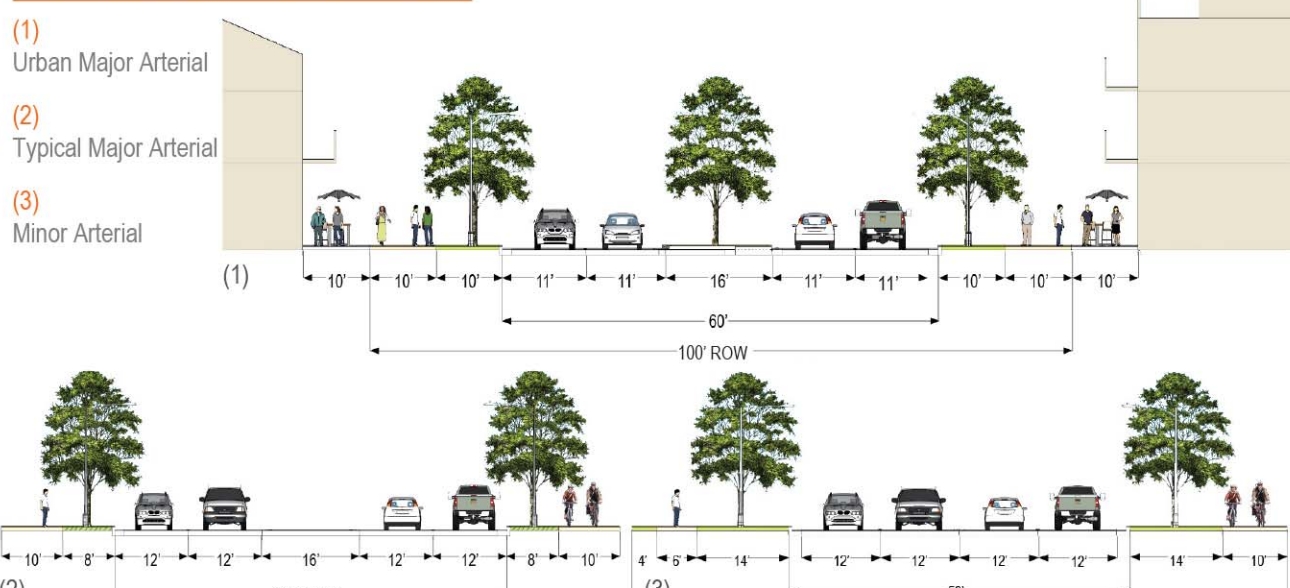 (1)
Urban Major Arterial
(2)
Typical Major Arterial
(3)
Minor Arterial
(1)
10' 10' 10' 11' 11' 16' 11' 11' 10' 10' 10'
60'
100' ROW
10' 8' 12' 12' 16' 12' 12' 8' 10'
(2)
4' 6' 14' 12' 12' 12' 12' 14' 10'
(3)